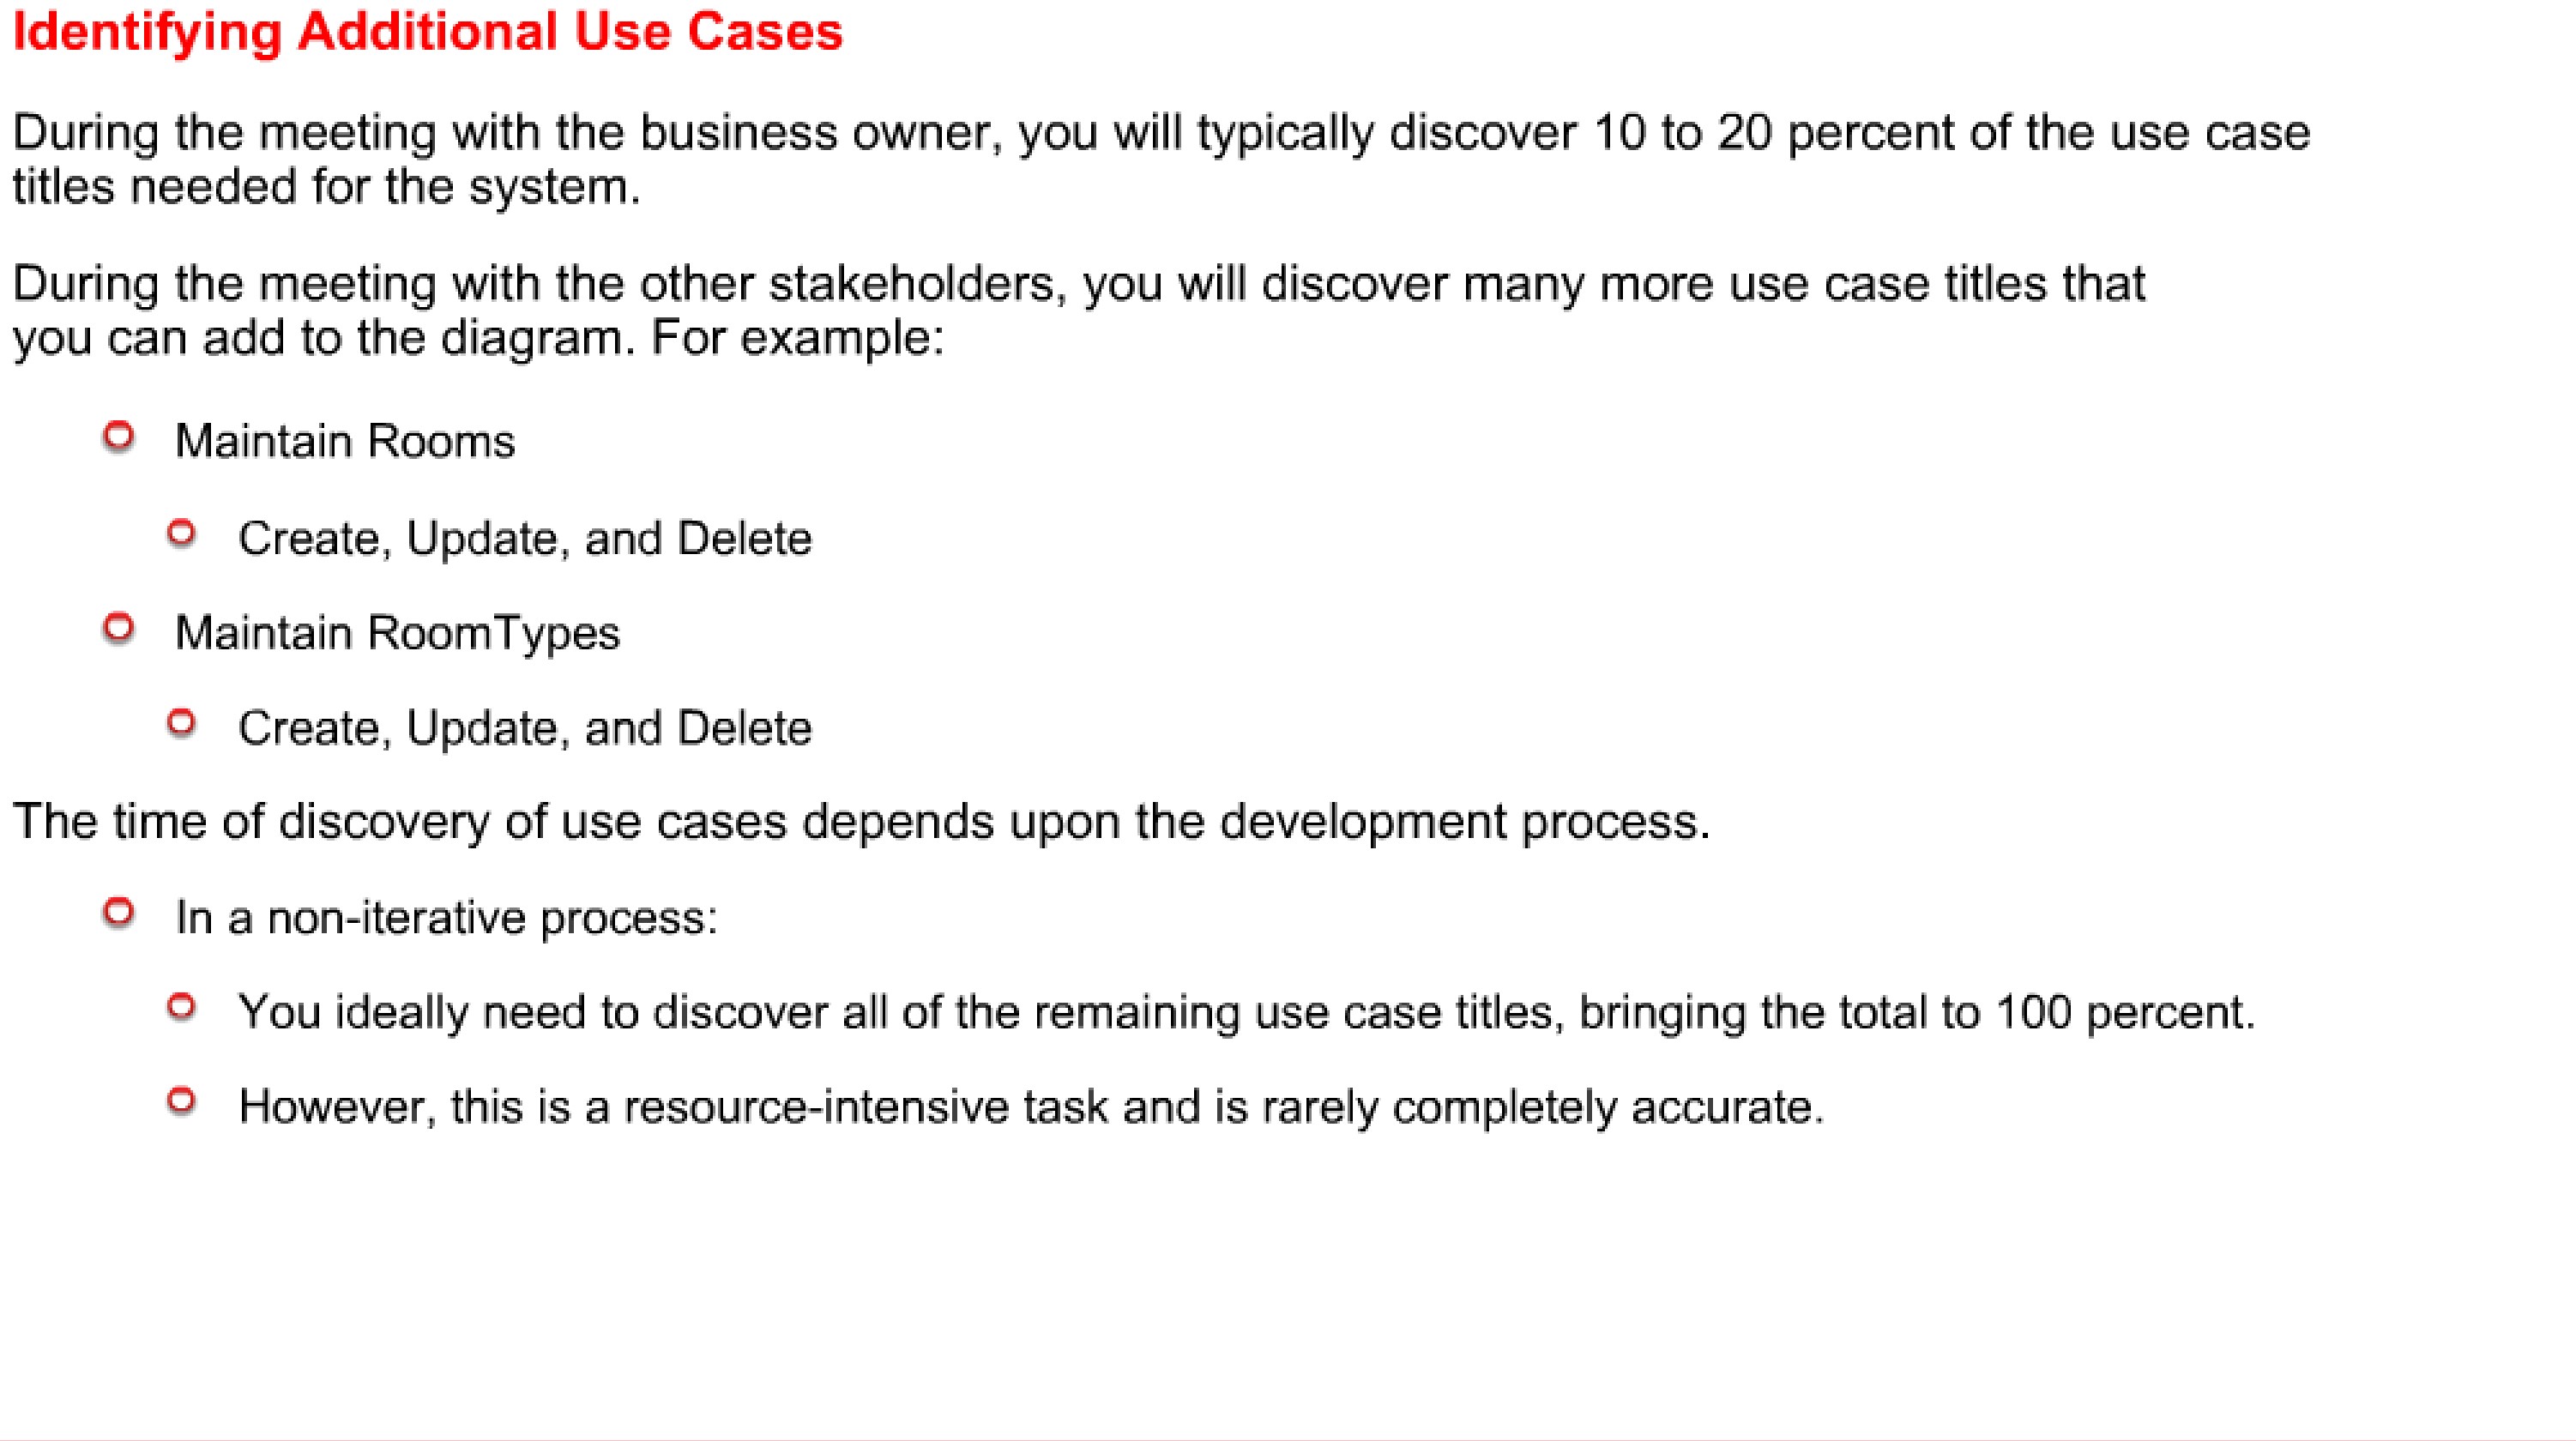 Identifying Additional Use Cases
During the meeting with the business owner, you will typically discover 10 to 20 percent of the use case
titles needed for the system.
During the meeting with the other stakeholders, you will discover many more use case titles that
you can add to the diagram. For example:
Maintain Rooms
Create, Update, and Delete
Maintain RoomTypes
Create, Update, and Delete
The time of discovery of use cases depends upon the development process.
In a non-iterative process:
You ideally need to discover all of the remaining use case titles, bringing the total to 100 percent.
However, this is a resource-intensive task and is rarely completely accurate.